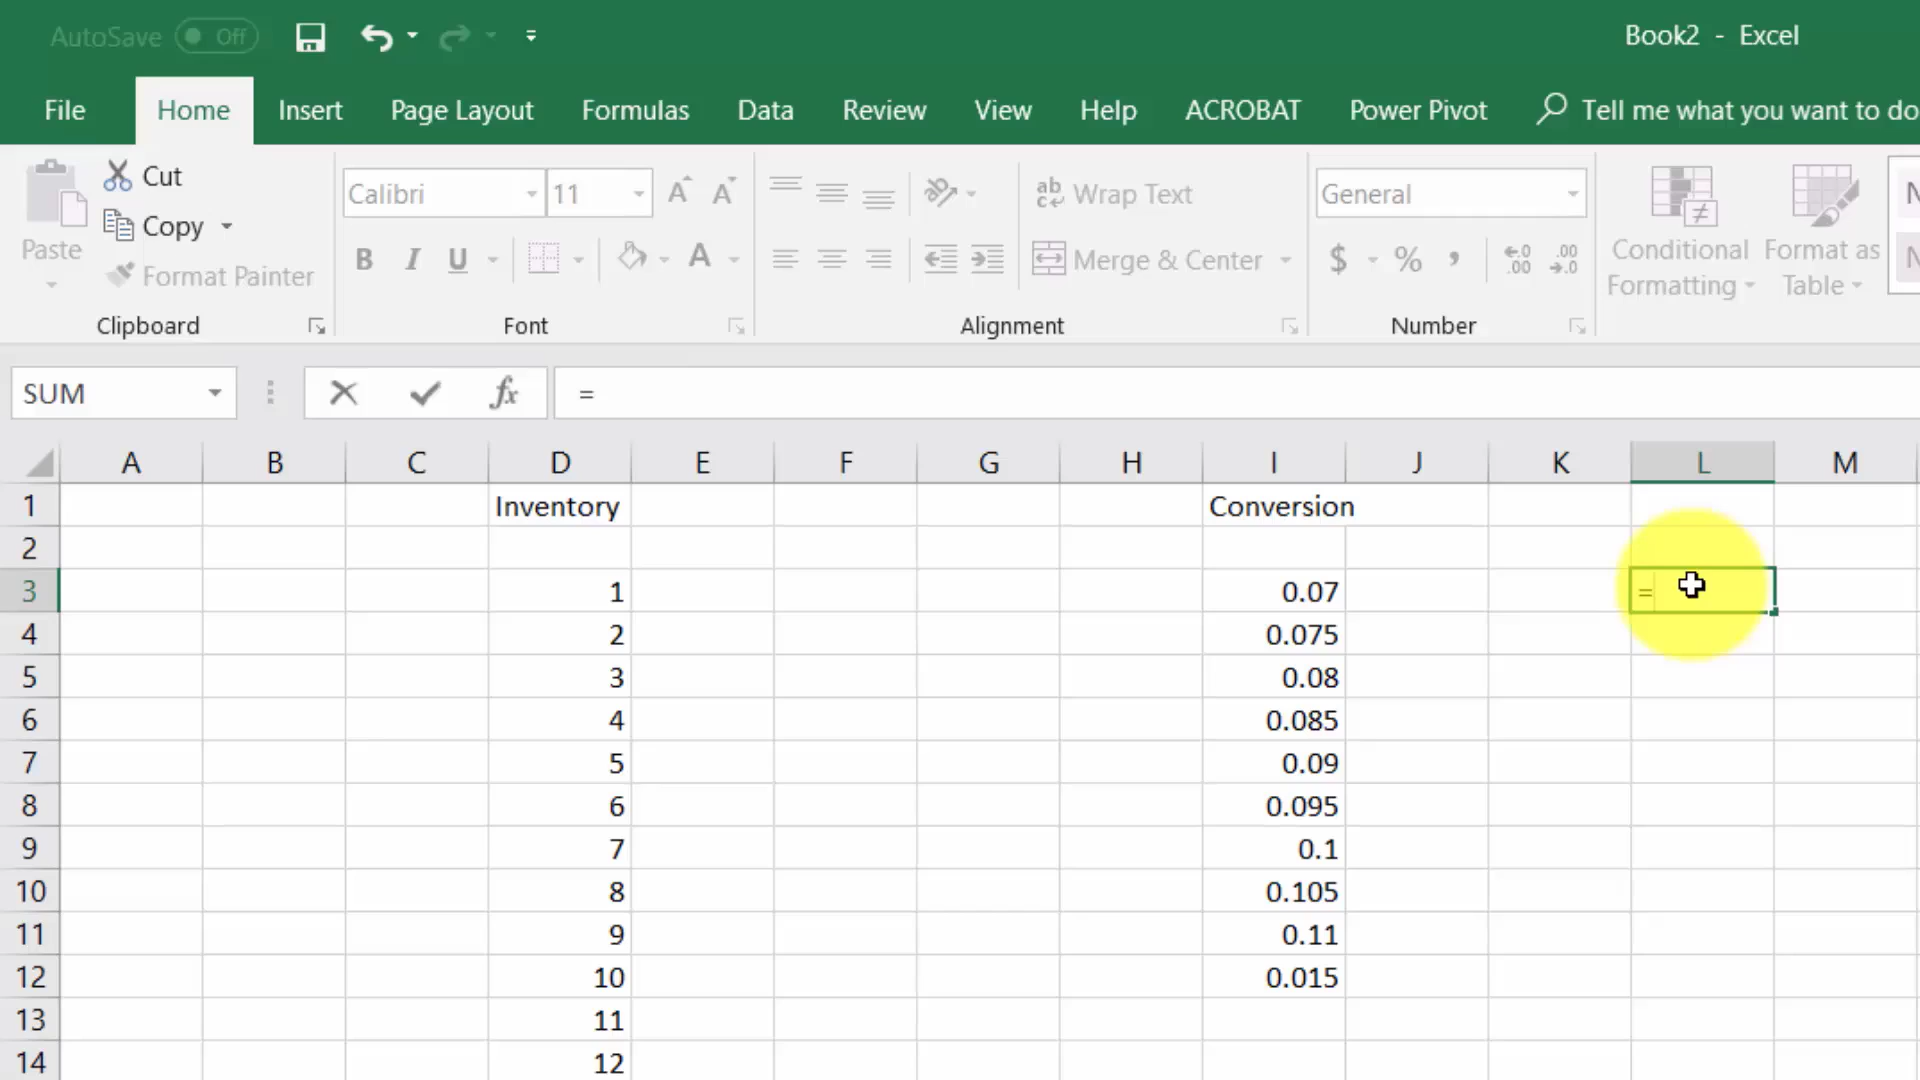 AutoSave Off
Book2 - Excel
File Home Insert Page Layout Formulas Data Review View Help ACROBAT Power Pivot Tell me what you want to do
Paste
Cut
Copy
Format Painter
Clipboard
Calibri 11
B I U A
Font
Wrap Text
Merge & Center
Alignment
General
$ % ,
Number
Conditional Formatting
Format as Table
SUM fx =
A B C D E F G H I J K L M
1 Inventory Conversion
2
3 1 0.07 =
4 2 0.075
5 3 0.08
6 4 0.085
7 5 0.09
8 6 0.095
9 7 0.1
10 8 0.105
11 9 0.11
12 10 0.015
13 11
14 12